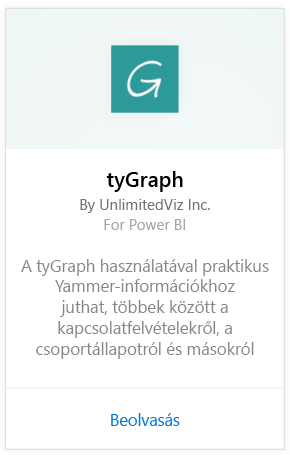 G
tyGraph
By UnlimitedViz Inc.
For Power BI
A tyGraph használatával praktikus
Yammer-információkhoz
juthat, többek között a
kapcsolatfelvételekről, a
csoportállapotról és másokról
Beolvasás